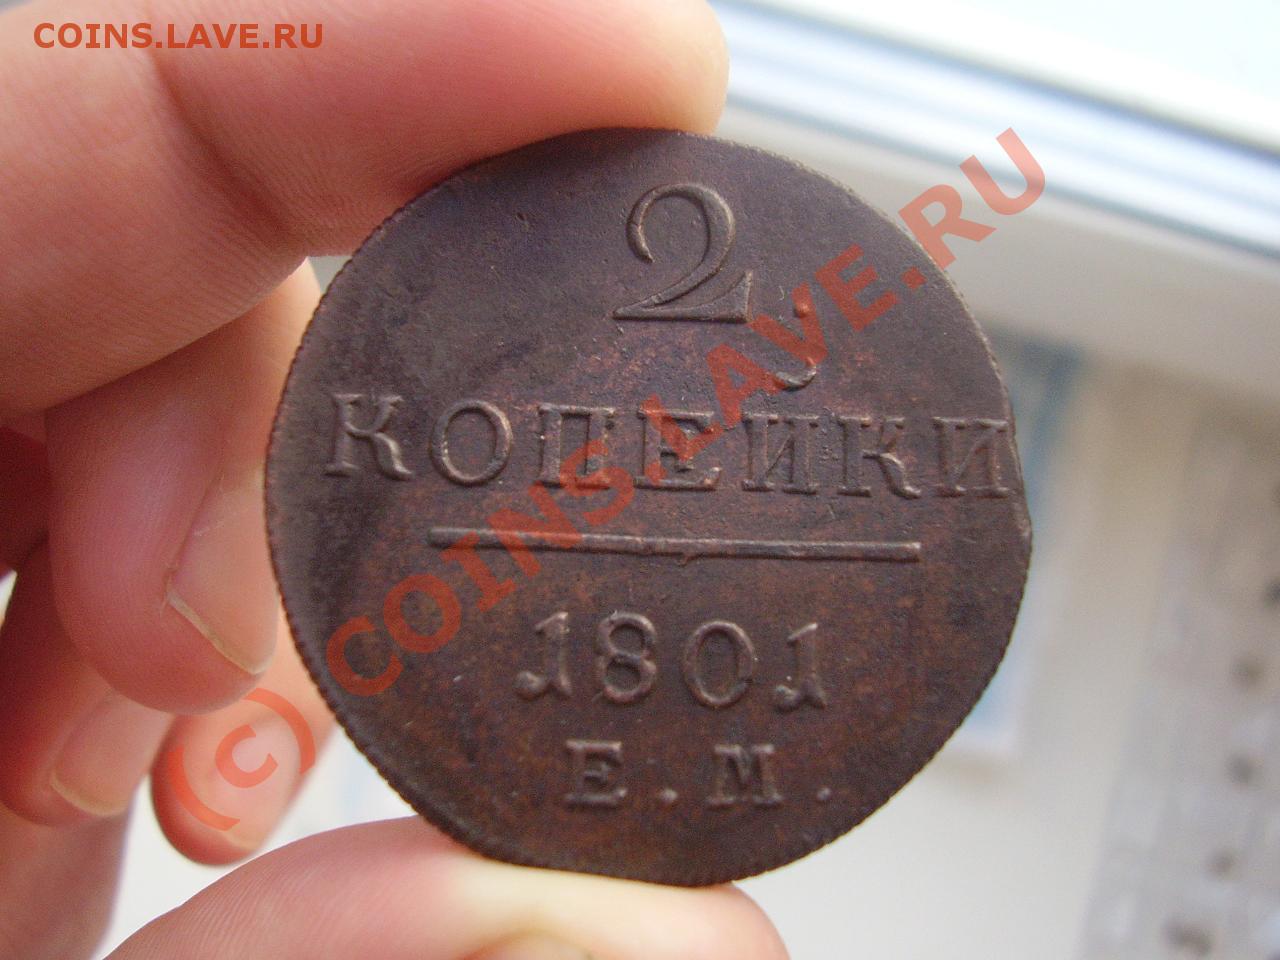 COINS.LAVE.RU
2.
КОПЕЙКИ
1801
Е.М.
(c) COINS.LAVE.RU